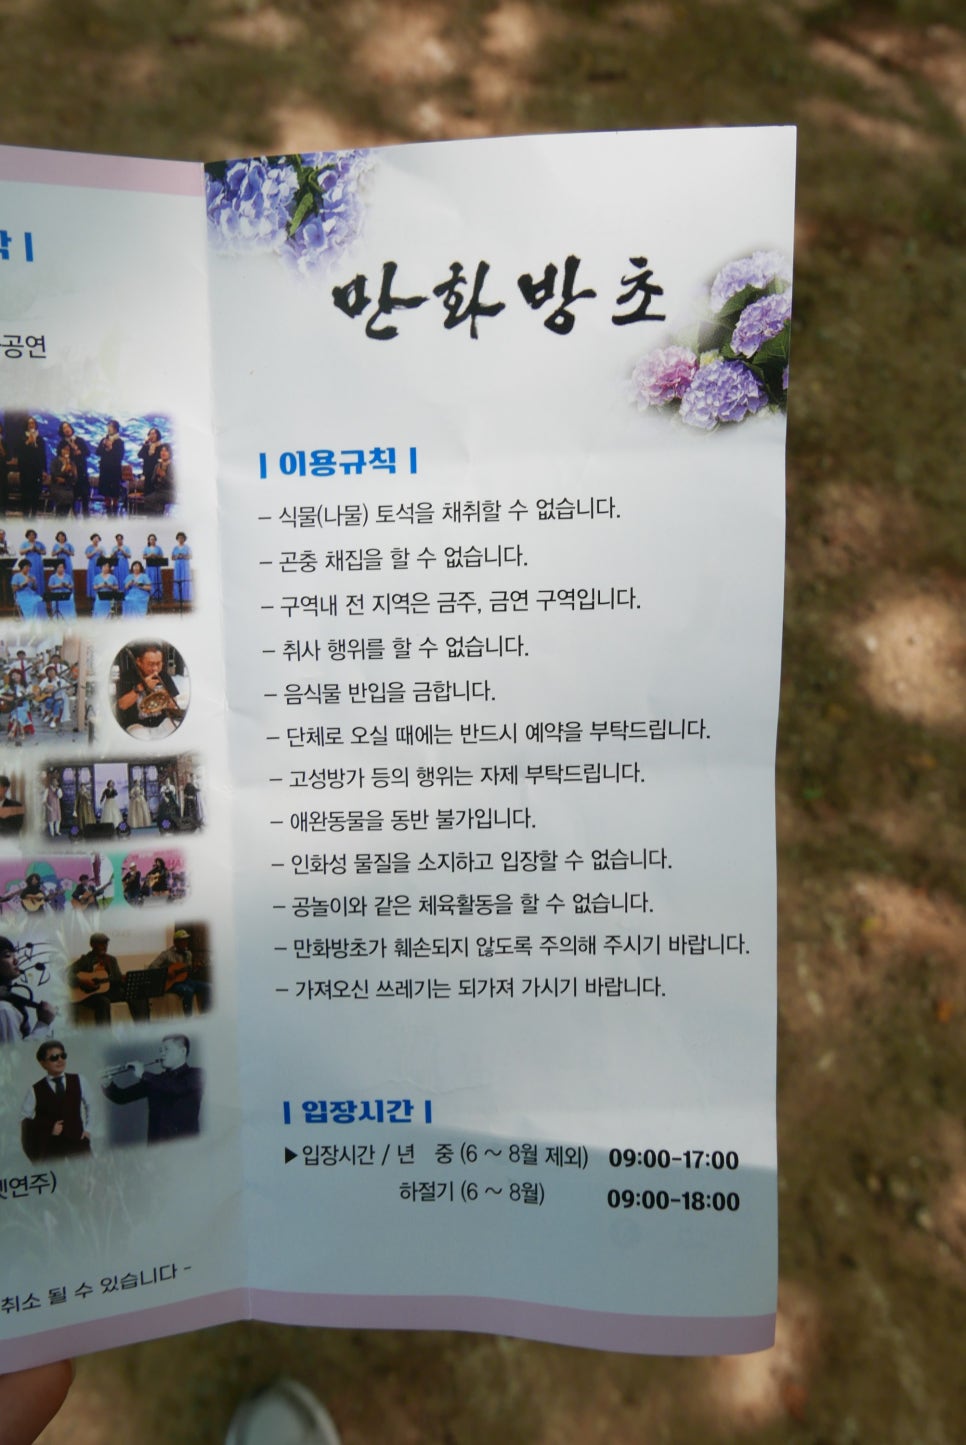 공연
연주)
취소 될 수 있습니다 -
만화방초
| 이용규칙 |
- 식물(나물) 토석을 채취할 수 없습니다.
- 곤충 채집을 할 수 없습니다.
- 구역내 전 지역은 금주, 금연 구역입니다.
- 취사 행위를 할 수 없습니다.
- 음식물 반입을 금합니다.
- 단체로 오실 때에는 반드시 예약을 부탁드립니다.
- 고성방가 등의 행위는 자제 부탁드립니다.
- 애완동물을 동반 불가입니다.
- 인화성 물질을 소지하고 입장할 수 없습니다.
- 공놀이와 같은 체육활동을 할 수 없습니다.
- 만화방초가 훼손되지 않도록 주의해 주시기 바랍니다.
- 가져오신 쓰레기는 되가져 가시기 바랍니다.
| 입장시간 |
▶입장시간 / 년 중 (6 ~ 8월 제외) 09:00-17:00
하절기 (6 ~ 8월) 09:00-18:00